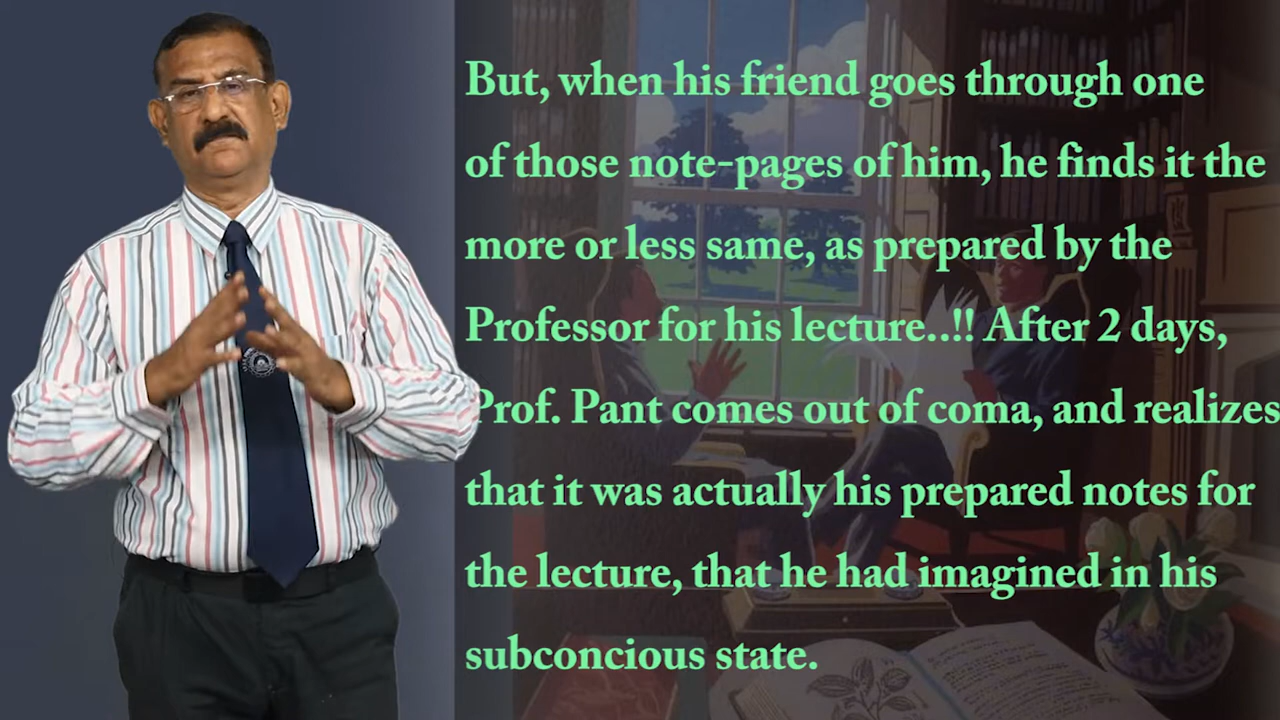 But, when his friend goes through one
of those note-pages of him, he finds it the
more or less same, as prepared by the
Professor for his lecture..!! After 2 days,
Prof. Pant comes out of coma, and realizes
that it was actually his prepared notes for
the lecture, that he had imagined in his
subconcious state.